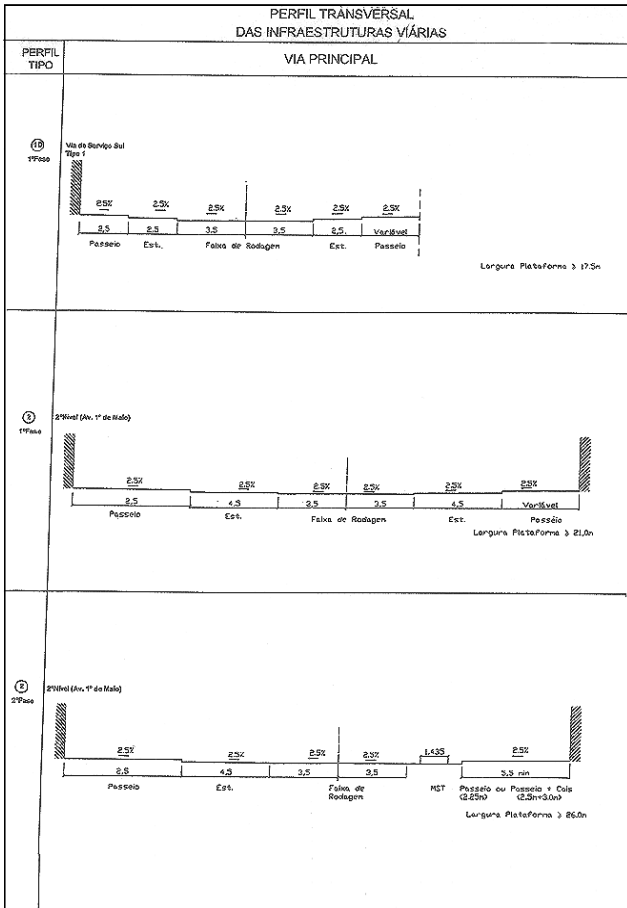 PERFIL TRANSVERSAL
DAS INFRAESTRUTURAS VIÁRIAS
PERFIL
TIPO
VIA PRINCIPAL
10
1ªFase
Via de Serviço Sul
Tipo 1
2.5% 2.5% 2.5% 2.5% 2.5% 2.5%
2,5 2.5 3.5 3,5 2,5. Variável
Passeio Est. Faixa de Rodagem Est. Passeio
Largura Plataforma ≥ 17.5m
1ªFase
2ºNível (Av. 1º de Maio)
2.5% 2.5% 2.5% 2.5% 2.5% 2.5%
2,5 4,5 3,5 3,5 4,5 Variável
Passeio Est. Faixa de Rodagem Est. Passéio
Largura Plataforma ≥ 21.0m
2
2ªFase
2ºNível (Av. 1º de Maio)
2.5% 2.5% 2.5% 2.5% 1.435 2.5%
2,5 4,5 3,5 3,5 5,5 min
Passeio Est. Faixa de Rodagem MST Passeio ou Passeio + Cais
(2.25m) (2.5m+3.0m)
Largura Plataforma ≥ 26.0m